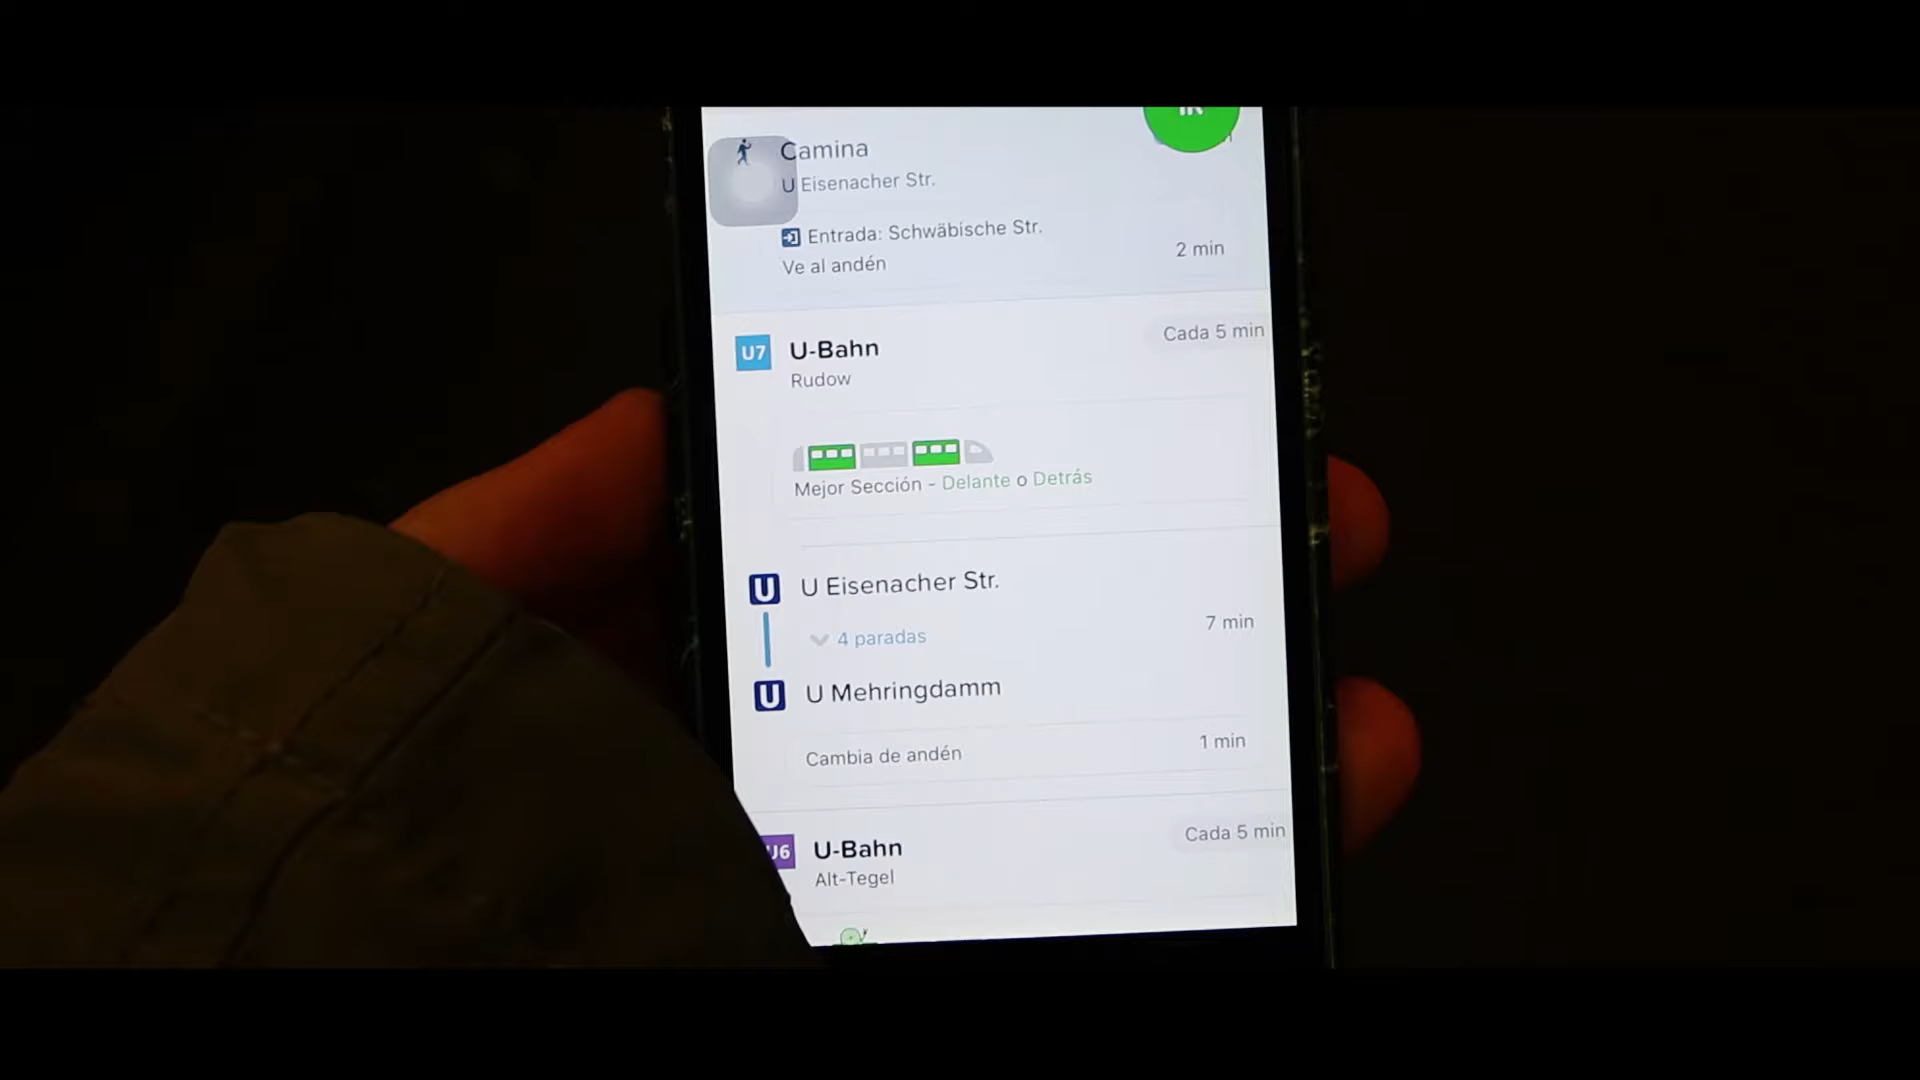 Camina
U Eisenacher Str.
Entrada: Schwäbische Str.
Ve al andén
2 min
U7 U-Bahn
Cada 5 min
Rudow
Mejor Sección - Delante o Detrás
U U Eisenacher Str.
4 paradas
7 min
U U Mehringdamm
Cambia de andén
1 min
U6 U-Bahn
Cada 5 min
Alt-Tegel